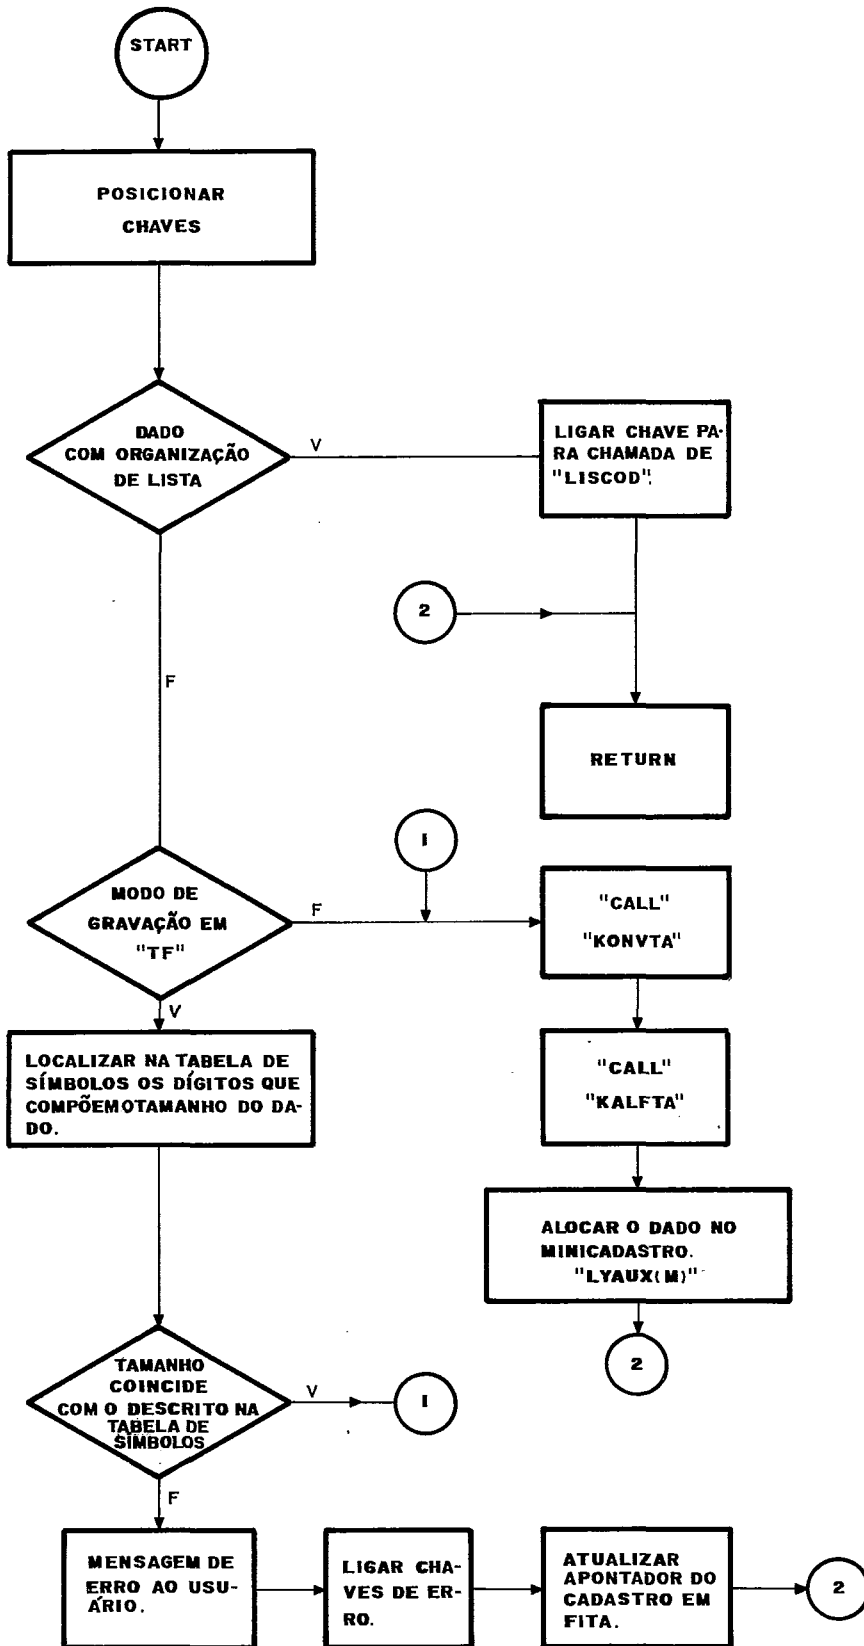 START
POSICIONAR
CHAVES
DADO
COM ORGANIZAÇÃO
DE LISTA
V
LIGAR CHAVE PA-
RA CHAMADA DE
"LISCOD".
2
F
RETURN
1
MODO DE
GRAVAÇÃO EM
"TF"
F
"CALL"
"KONVTA"
V
LOCALIZAR NA TABELA DE
SÍMBOLOS OS DÍGITOS QUE
COMPÕEMOTAMANHO DO DA-
DO.
"CALL"
"KALFTA"
ALOCAR O DADO NO
MINICADASTRO.
"LYAUX(M)"
2
TAMANHO
COINCIDE
COM O DESCRITO NA
TABELA DE
SÍMBOLOS
V
1
F
MENSAGEM DE
ERRO AO USU-
ÁRIO.
LIGAR CHA-
VES DE ER-
RO.
ATUALIZAR
APONTADOR DO
CADASTRO EM
FITA.
2